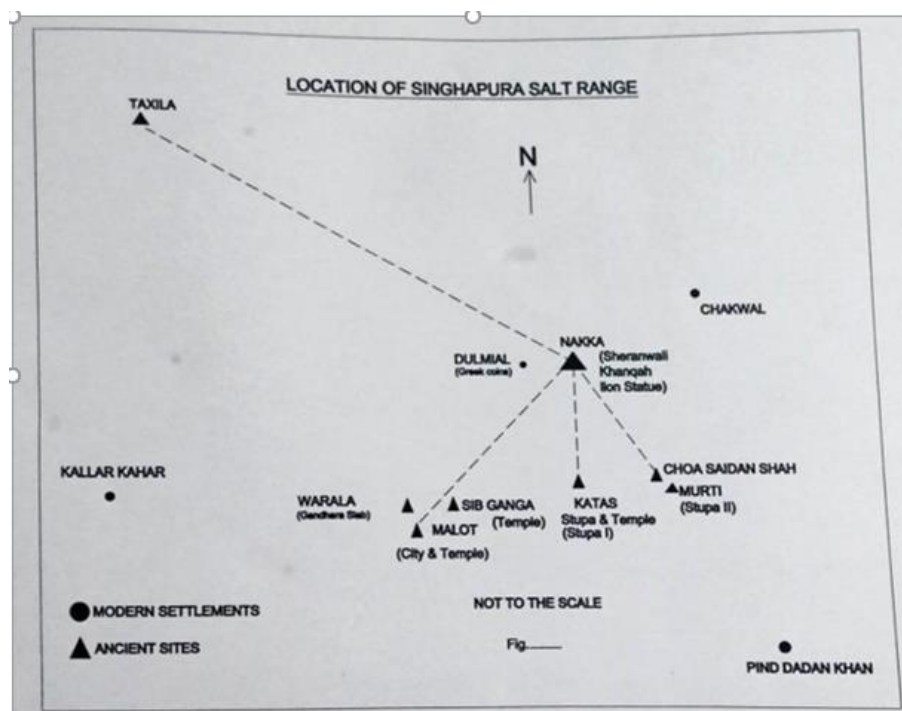 LOCATION OF SINGHAPURA SALT RANGE
TAXILA
N
CHAKWAL
NAKKA
(Sheranwali
Khanqah
lion Statue)
DULMIAL
(Greek coins)
KALLAR KAHAR
CHOA SAIDAN SHAH
MURTI
(Stupa II)
WARALA
(Gandhara Slab)
SIB GANGA
(Temple)
KATAS
Stupa & Temple
(Stupa I)
MALOT
(City & Temple)
MODERN SETTLEMENTS
ANCIENT SITES
NOT TO THE SCALE
Fig.
PIND DADAN KHAN